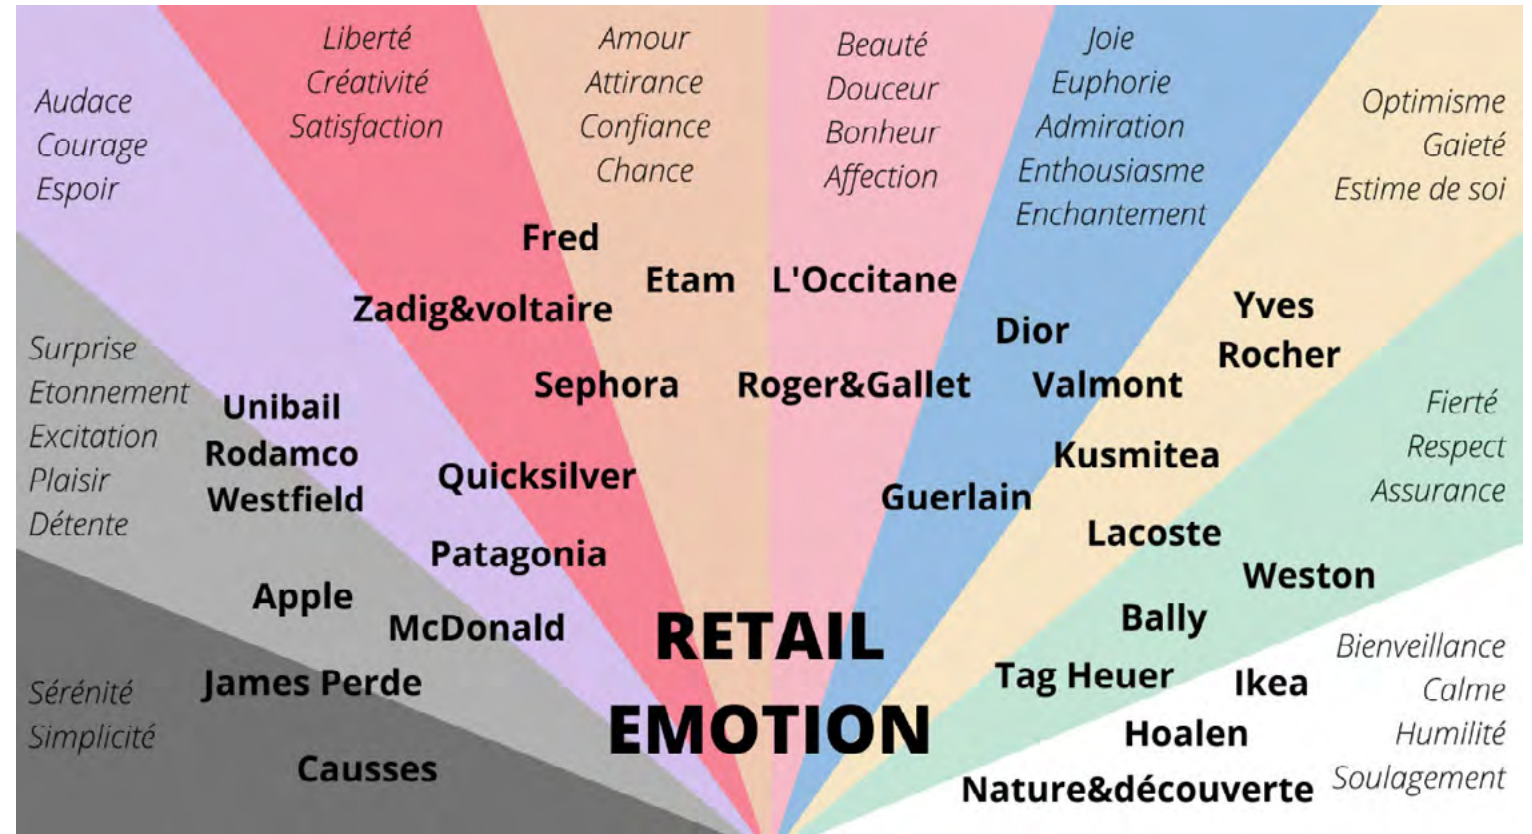 Audace
Courage
Espoir
Liberté
Créativité
Satisfaction
Amour
Attirance
Confiance
Chance
Beauté
Douceur
Bonheur
Affection
Joie
Euphorie
Admiration
Enthousiasme
Enchantement
Optimisme
Gaieté
Estime de soi
Surprise
Etonnement
Excitation
Plaisir
Détente
Fierté
Respect
Assurance
Sérénité
Simplicité
Bienveillance
Calme
Humilité
Soulagement
Fred
Etam
L'Occitane
Zadig&voltaire
Dior
Yves
Rocher
Sephora
Roger&Gallet
Valmont
Unibail
Rodamco
Westfield
Quicksilver
Kusmitea
Guerlain
Patagonia
Lacoste
Weston
Apple
McDonald
Bally
James Perde
Tag Heuer
Ikea
Causses
Hoalen
Nature&découverte
RETAIL
EMOTION